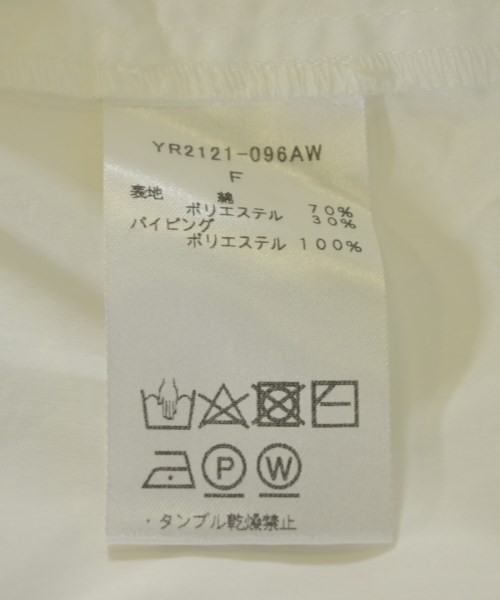 YR2121-096AW
F
表地 綿 70%
ポリエステル 30%
パイピング
ポリエステル 100%
P W
・タンブル乾燥禁止